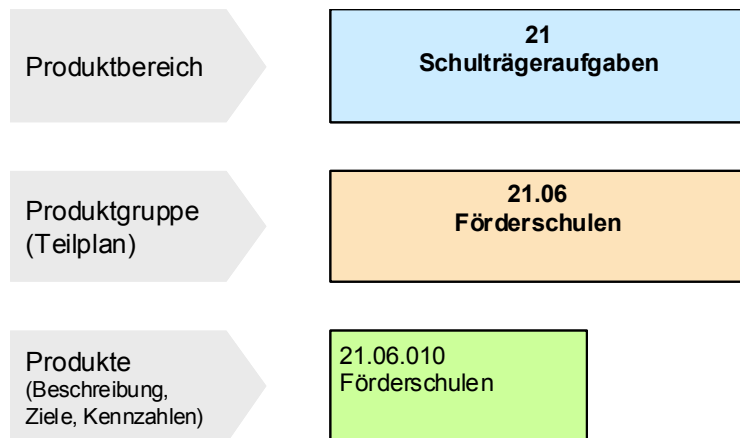 Produktbereich
21
Schulträgeraufgaben
Produktgruppe
(Teilplan)
21.06
Förderschulen
Produkte
(Beschreibung,
Ziele, Kennzahlen)
21.06.010
Förderschulen